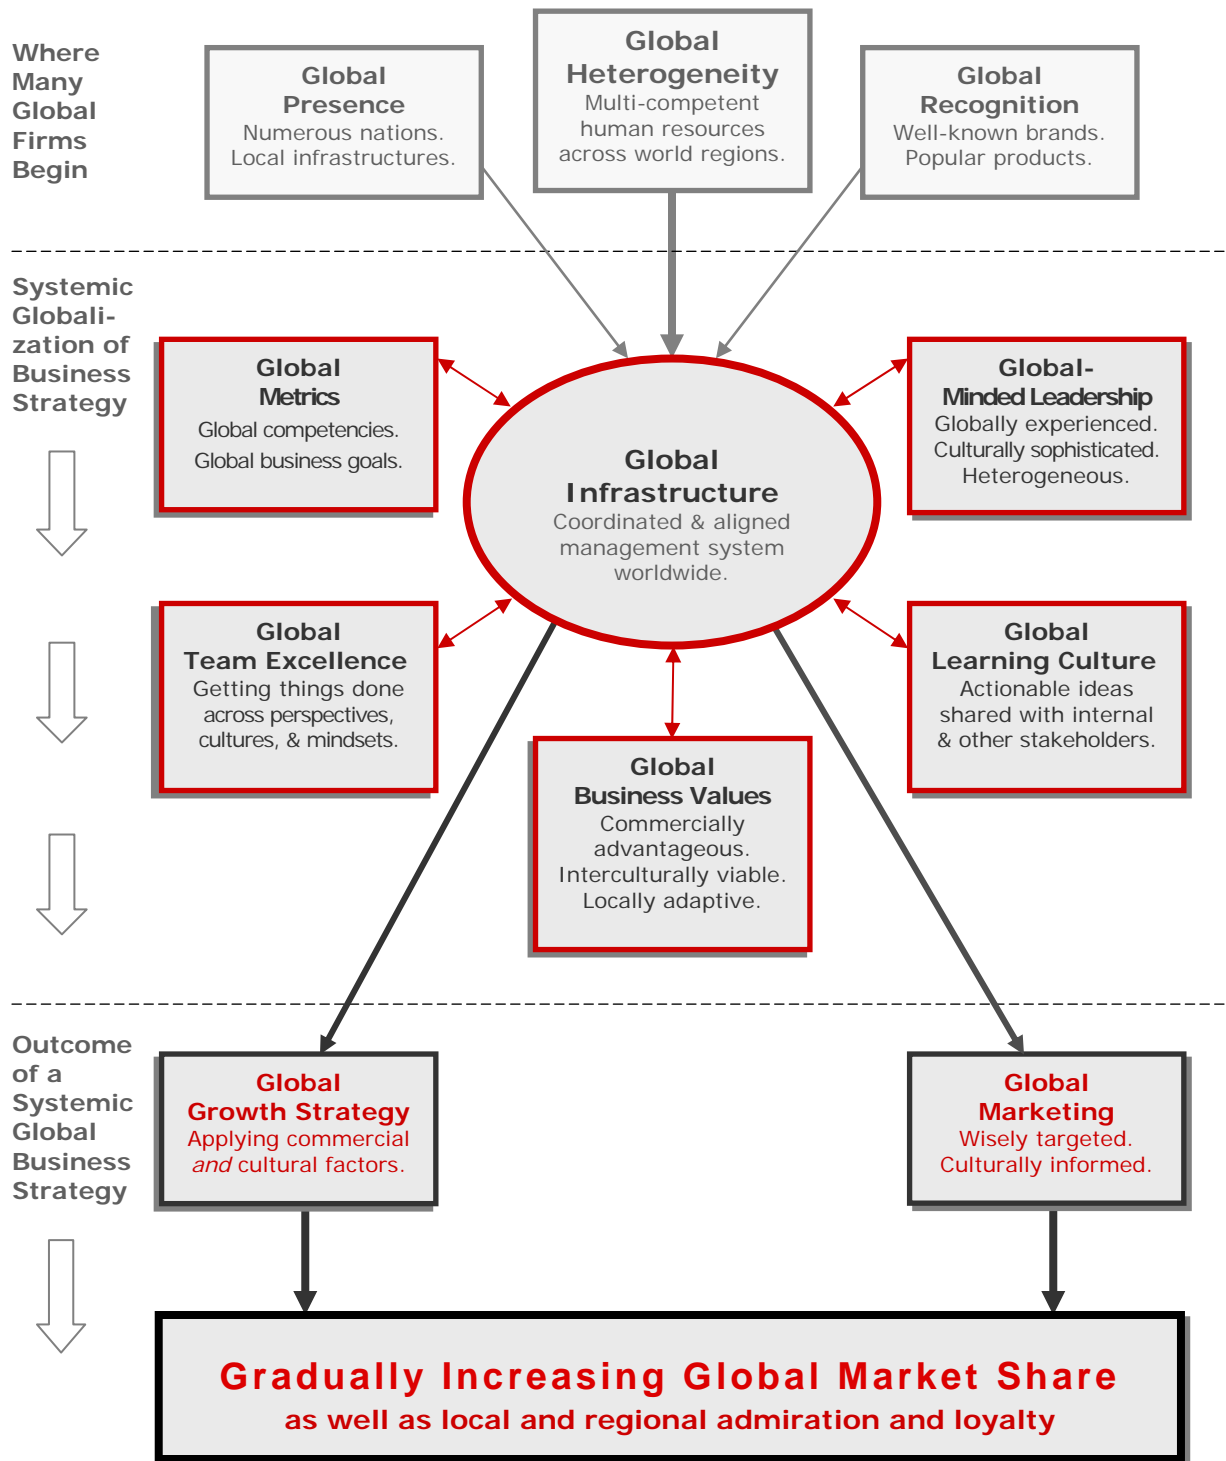 Where
Many
Global
Firms
Begin
Global
Presence
Numerous nations.
Local infrastructures.
Global
Heterogeneity
Multi-competent
human resources
across world regions.
Global
Recognition
Well-known brands.
Popular products.
Systemic
Globali-
zation of
Business
Strategy
Global
Metrics
Global competencies.
Global business goals.
Global
Infrastructure
Coordinated & aligned
management system
worldwide.
Global-
Minded Leadership
Globally experienced.
Culturally sophisticated.
Heterogeneous.
Global
Team Excellence
Getting things done
across perspectives,
cultures, & mindsets.
Global
Business Values
Commercially
advantageous.
Interculturally viable.
Locally adaptive.
Global
Learning Culture
Actionable ideas
shared with internal
& other stakeholders.
Outcome
of a
Systemic
Global
Business
Strategy
Global
Growth Strategy
Applying commercial
and cultural factors.
Global
Marketing
Wisely targeted.
Culturally informed.
Gradually Increasing Global Market Share
as well as local and regional admiration and loyalty